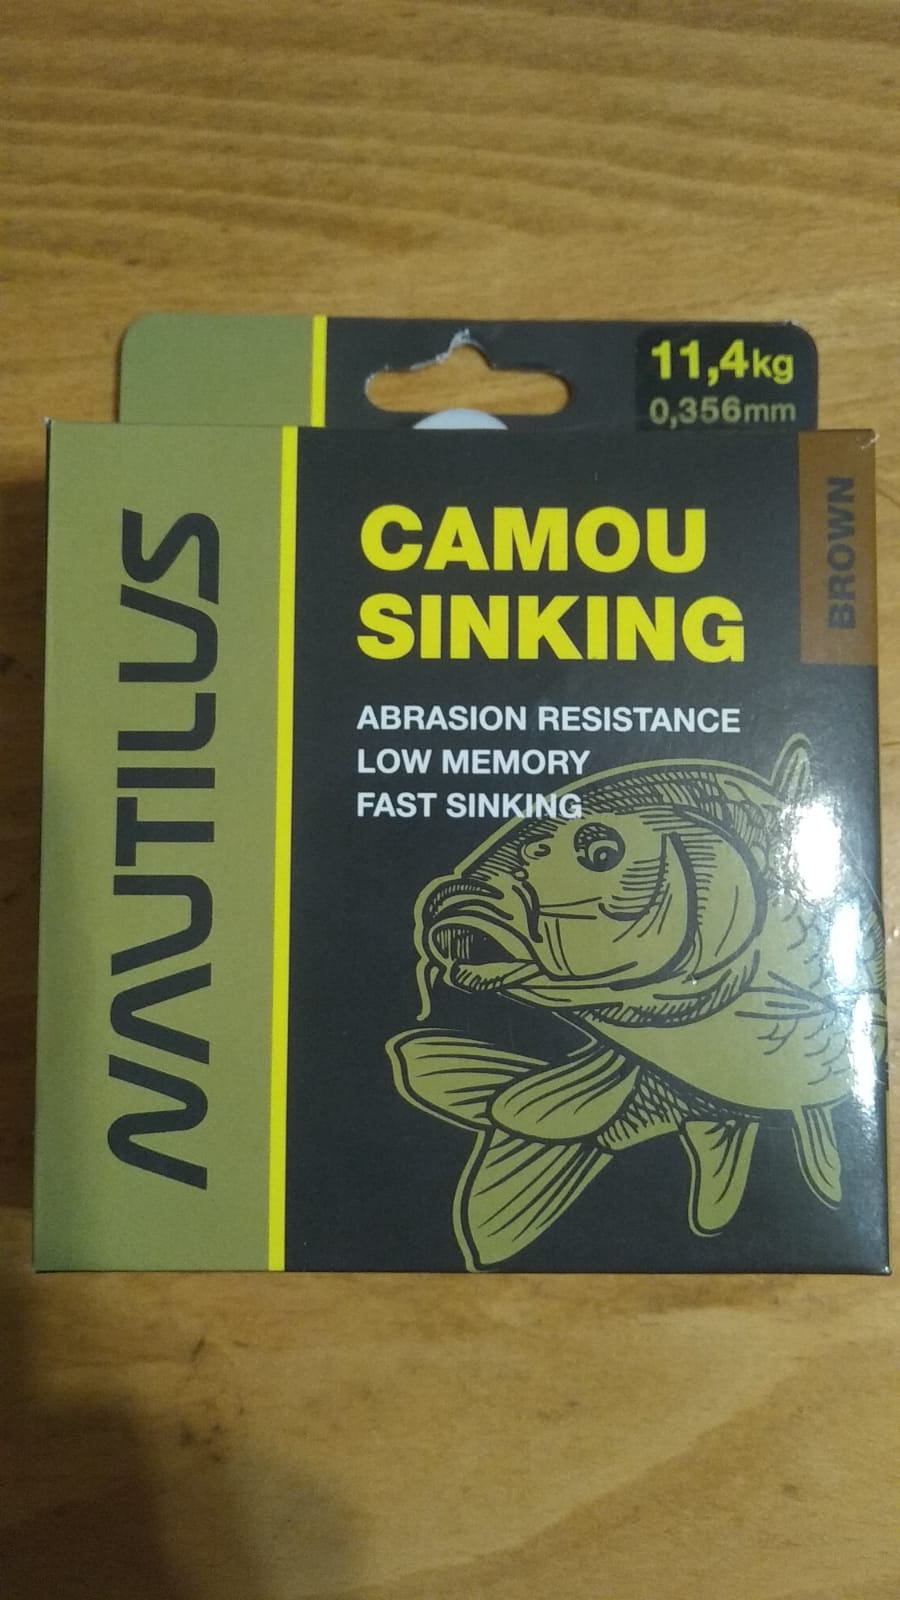 11,4kg
0,356mm
NAUTILUS
CAMOU
SINKING
BROWN
ABRASION RESISTANCE
LOW MEMORY
FAST SINKING